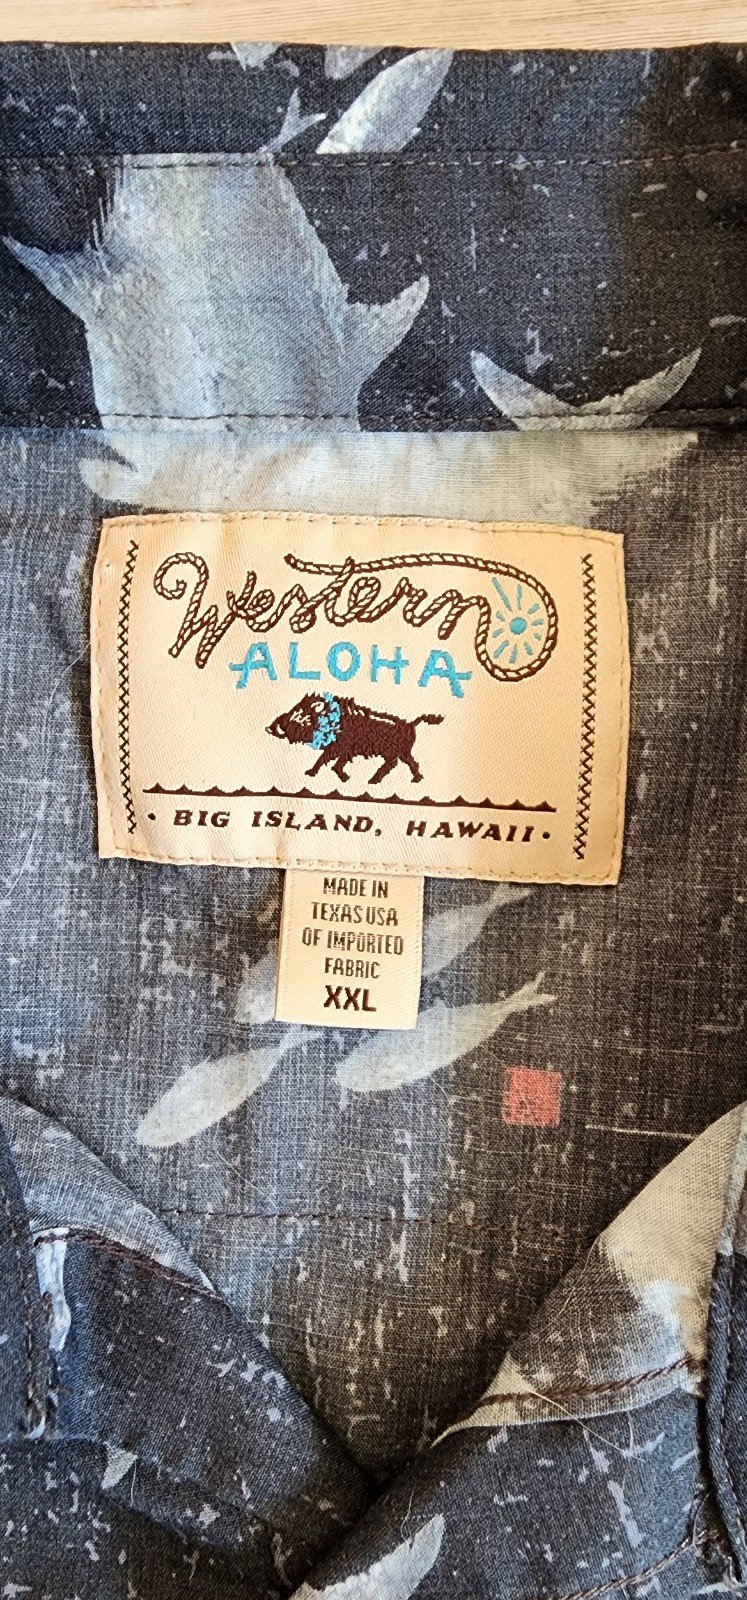 Western
ALOHA
• BIG ISLAND, HAWAII •
MADE IN
TEXAS USA
OF IMPORTED
FABRIC
XXL